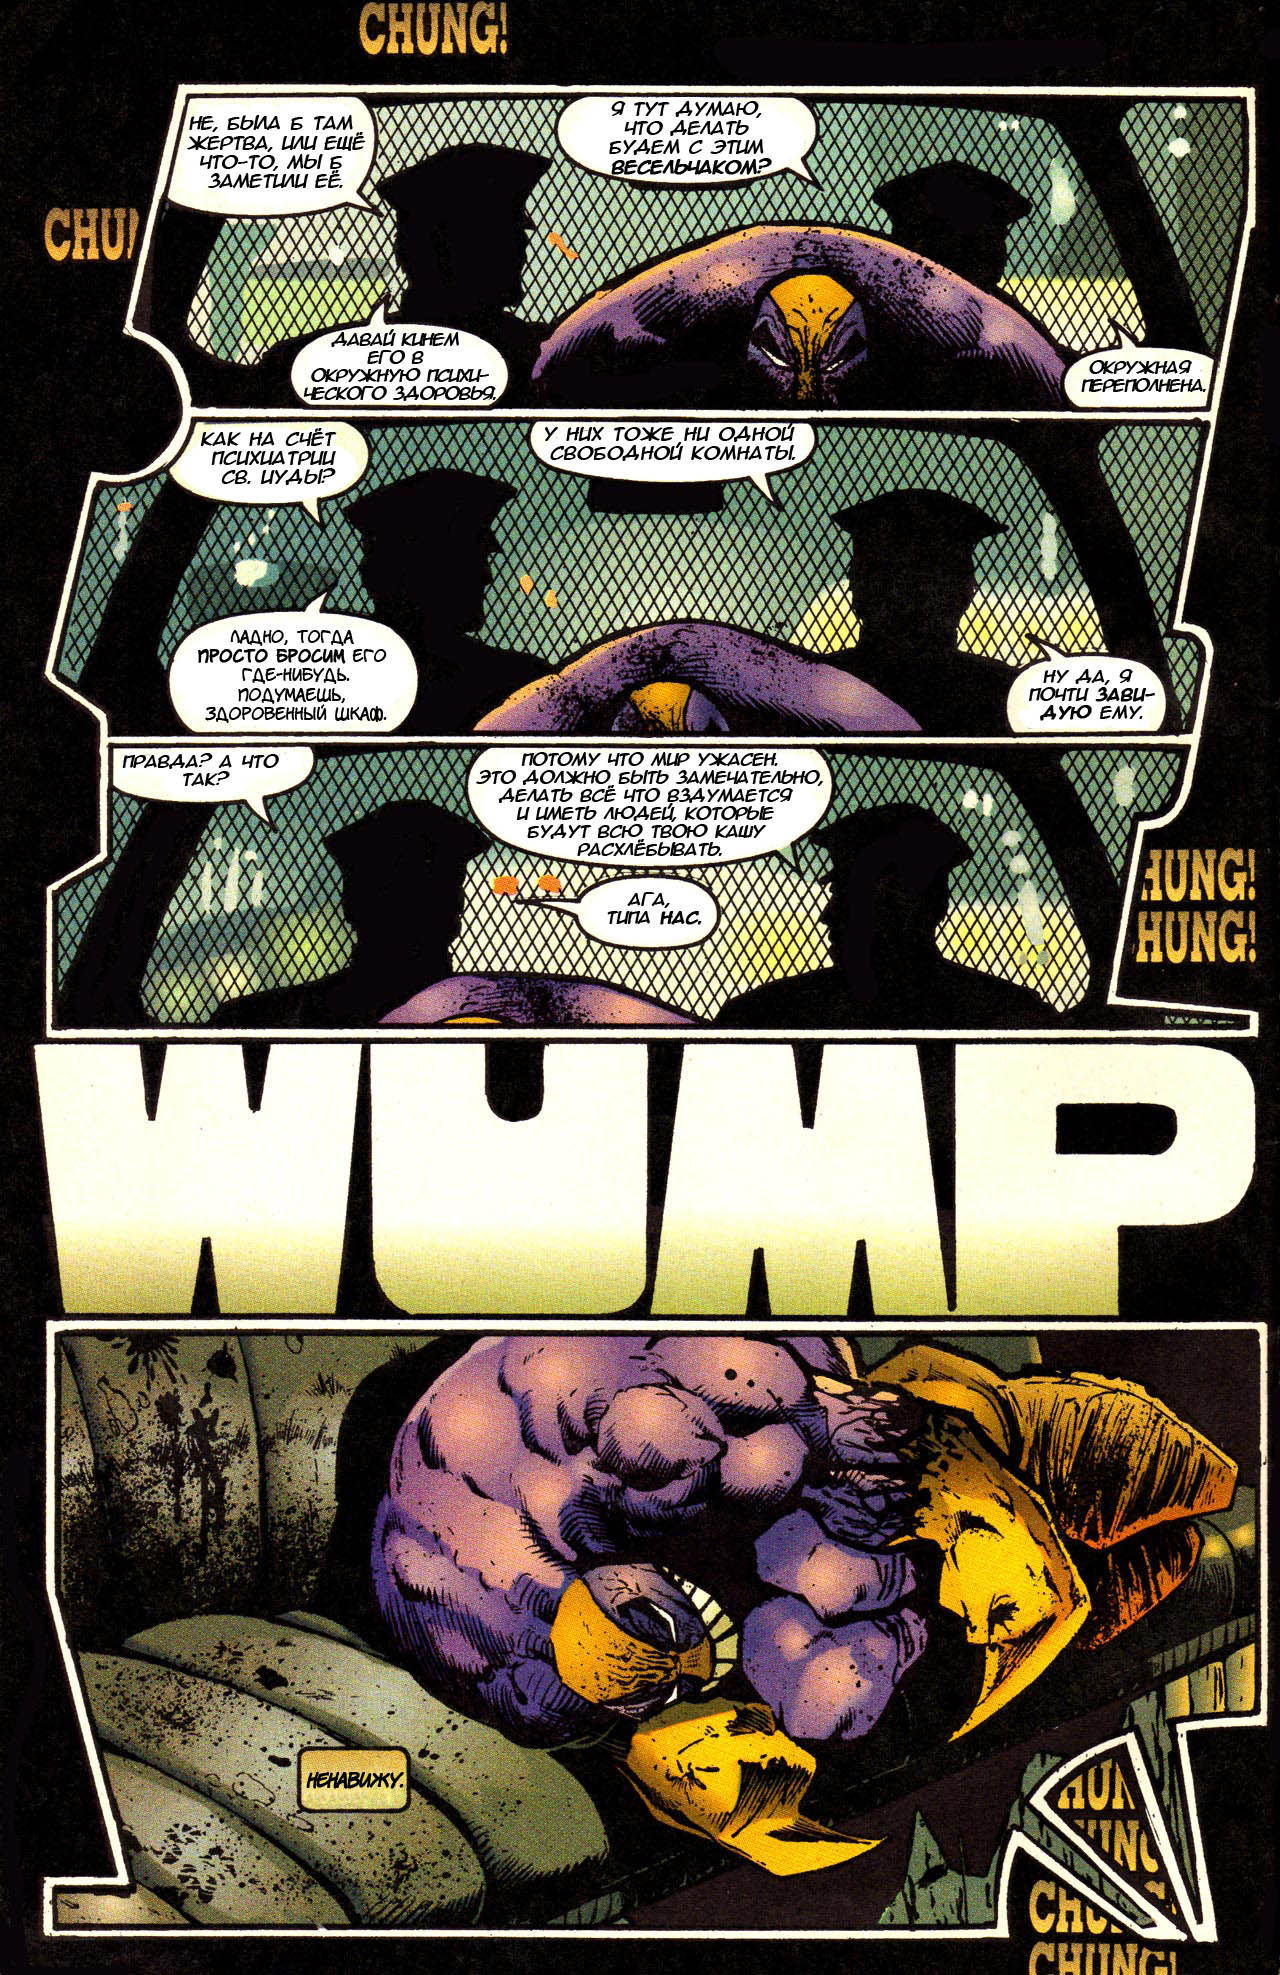 CHUNG!
НЕ, БЫЛА Б ТАМ
ЖЕРТВА, ИЛИ ЕЩЁ
ЧТО-ТО, МЫ Б
ЗАМЕТИЛИ ЕЁ.
Я ТУТ ДУМАЮ,
ЧТО ДЕЛАТЬ
БУДЕМ С ЭТИМ
ВЕСЕЛЬЧАКОМ?
CHU!
ДАВАЙ КИНЕМ
ЕГО В
ОКРУЖНУЮ ПСИХИ-
ЧЕСКОГО ЗДОРОВЬЯ.
ОКРУЖНАЯ
ПЕРЕПОЛНЕНА.
КАК НА СЧЁТ
ПСИХИАТРИИ
СВ. ИУДЫ?
У НИХ ТОЖЕ НИ ОДНОЙ
СВОБОДНОЙ КОМНАТЫ.
ЛАДНО, ТОГДА
ПРОСТО БРОСИМ ЕГО
ГДЕ-НИБУДЬ.
ПОДУМАЕШЬ,
ЗДОРОВЕННЫЙ ШКАФ.
НУ ДА, Я
ПОЧТИ ЗАВИ-
ДУЮ ЕМУ.
ПРАВДА? А ЧТО
ТАК?
ПОТОМУ ЧТО МИР УЖАСЕН.
ЭТО ДОЛЖНО БЫТЬ ЗАМЕЧАТЕЛЬНО,
ДЕЛАТЬ ВСЁ ЧТО ВЗДУМАЕТСЯ
И ИМЕТЬ ЛЮДЕЙ, КОТОРЫЕ
БУДУТ ВСЮ ТВОЮ КАШУ
РАСХЛЁБЫВАТЬ.
АГА,
ТИПА НАС.
HUNG!
HUNG!
WUMP
НЕНАВИЖУ.
HUN
HUNG
CHU
CHUNG!